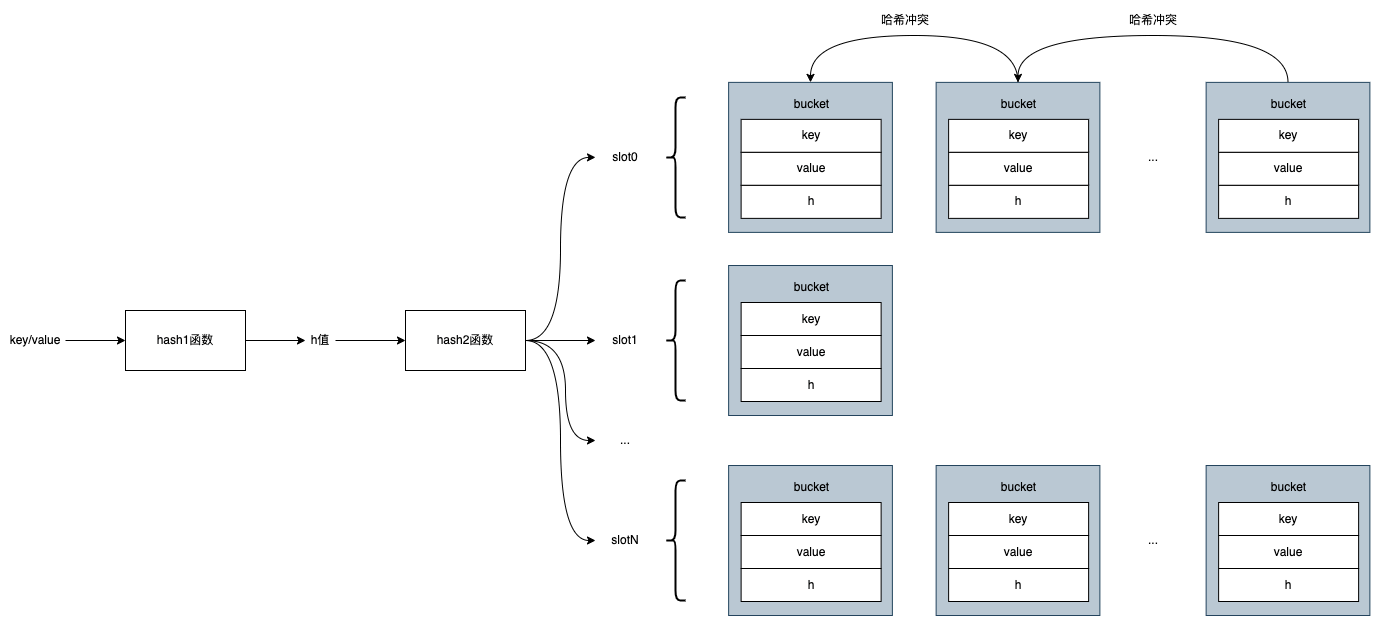 哈希冲突
哈希冲突
bucket
key
value
h
bucket
key
value
h
...
bucket
key
value
h
slot0
bucket
key
value
h
key/value
hash1函数
h值
hash2函数
slot1
...
bucket
key
value
h
bucket
key
value
h
...
bucket
key
value
h
slotN